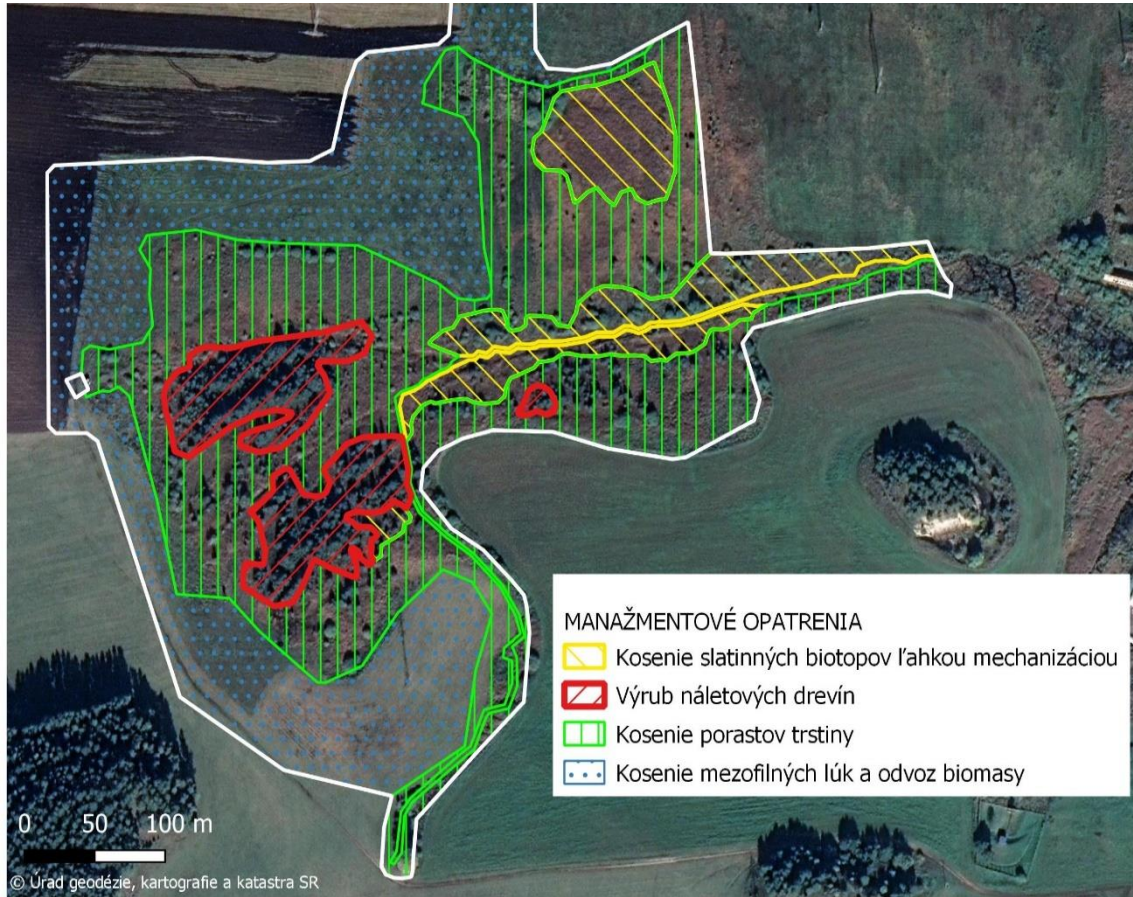 MANAŽMENTOVÉ OPATRENIA
Kosenie slatinných biotopov ľahkou mechanizáciou
Výrub náletových drevín
Kosenie porastov trstiny
Kosenie mezofilných lúk a odvoz biomasy
0 50 100 m
© Úrad geodézie, kartografie a katastra SR